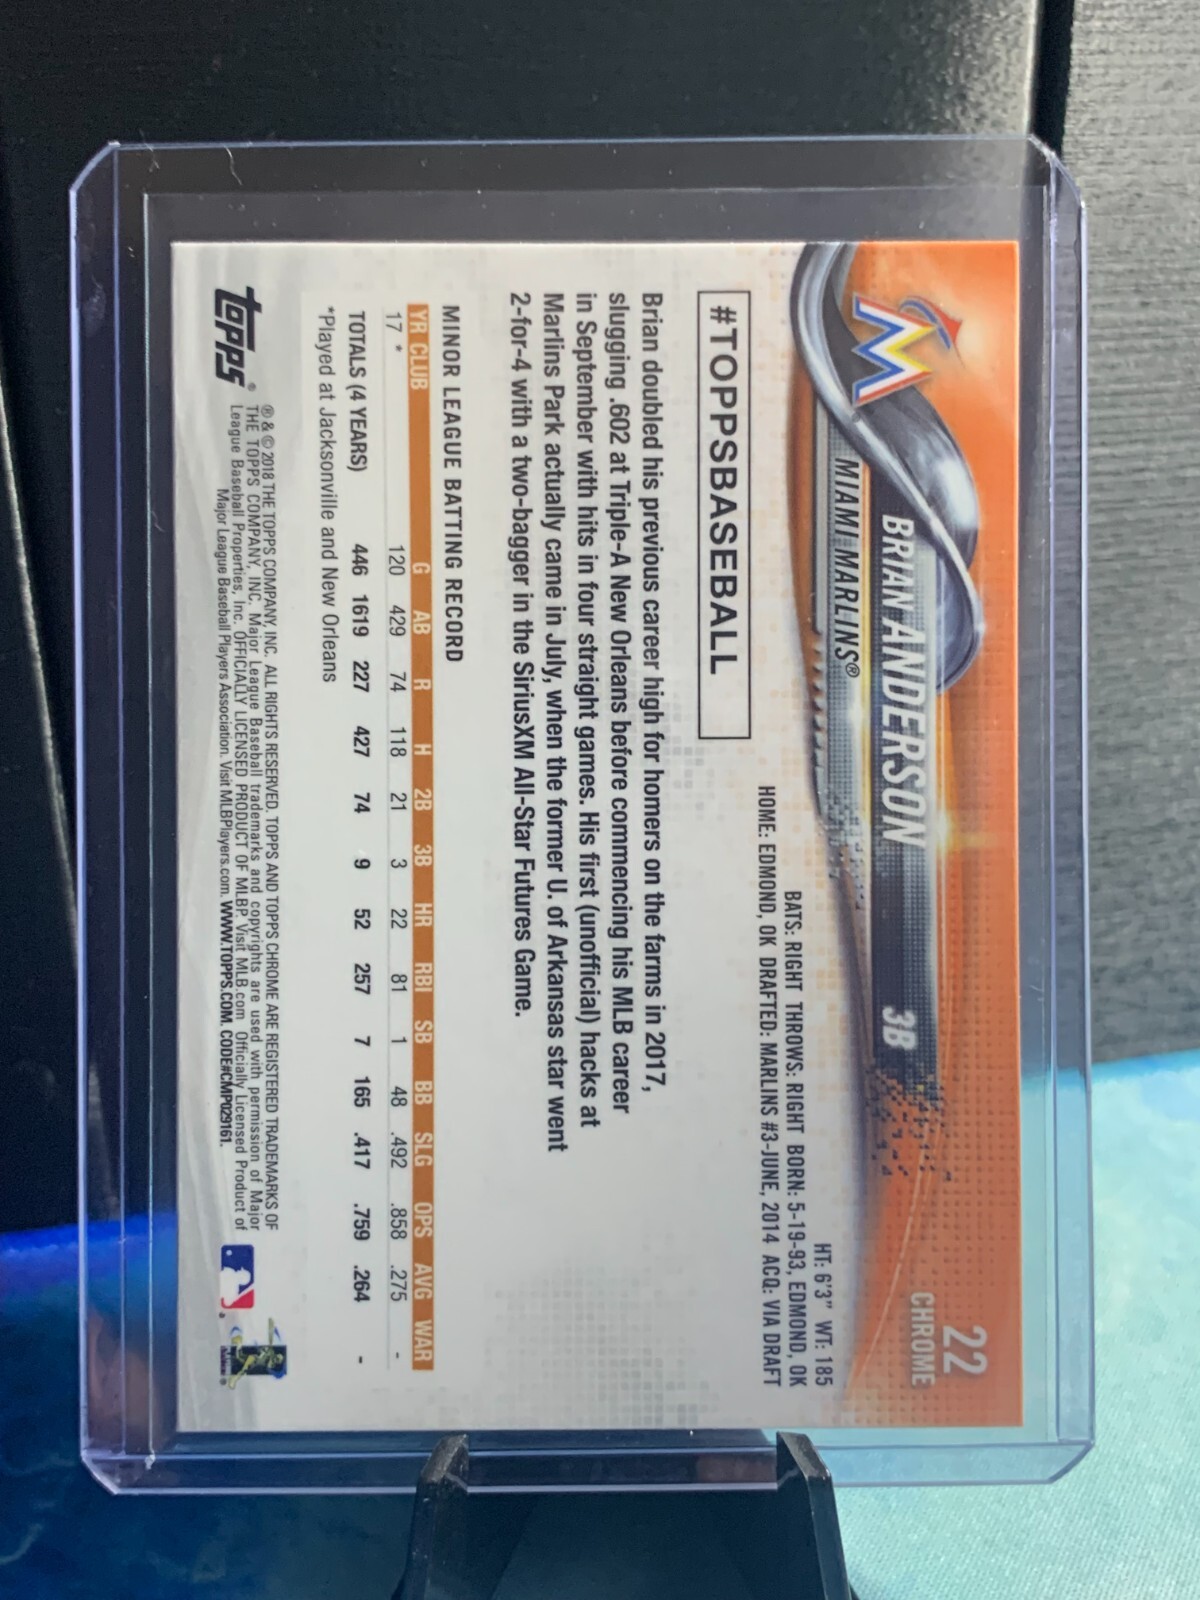 22
CHROME
BRIAN ANDERSON 3B
MIAMI MARLINS®
HT: 6'3" WT: 185
BATS: RIGHT THROWS: RIGHT BORN: 5-19-93, EDMOND, OK
HOME: EDMOND, OK DRAFTED: MARLINS #3-JUNE, 2014 ACQ: VIA DRAFT
#TOPPSBASEBALL
Brian doubled his previous career high for homers on the farms in 2017,
slugging .602 at Triple-A New Orleans before commencing his MLB career
in September with hits in four straight games. His first (unofficial) hacks at
Marlins Park actually came in July, when the former U. of Arkansas star went
2-for-4 with a two-bagger in the SiriusXM All-Star Futures Game.
MINOR LEAGUE BATTING RECORD
YR CLUB G AB R H 2B 3B HR RBI SB BB SLG OPS AVG WAR
17 * 120 429 74 118 21 3 22 81 1 48 .492 .858 .275 -
TOTALS (4 YEARS) 446 1619 227 427 74 9 52 257 7 165 .417 .759 .264 -
*Played at Jacksonville and New Orleans
topps®
® & © 2018 THE TOPPS COMPANY, INC. ALL RIGHTS RESERVED. TOPPS AND TOPPS CHROME ARE REGISTERED TRADEMARKS OF
THE TOPPS COMPANY, INC. Major League Baseball trademarks and copyrights are used with permission of Major
League Baseball Properties, Inc. OFFICIALLY LICENSED PRODUCT OF MLBP. Visit MLB.com Officially Licensed Product of
Major League Baseball Players Association. Visit MLBPlayers.com. WWW.TOPPS.COM. CODE#CMP029161.